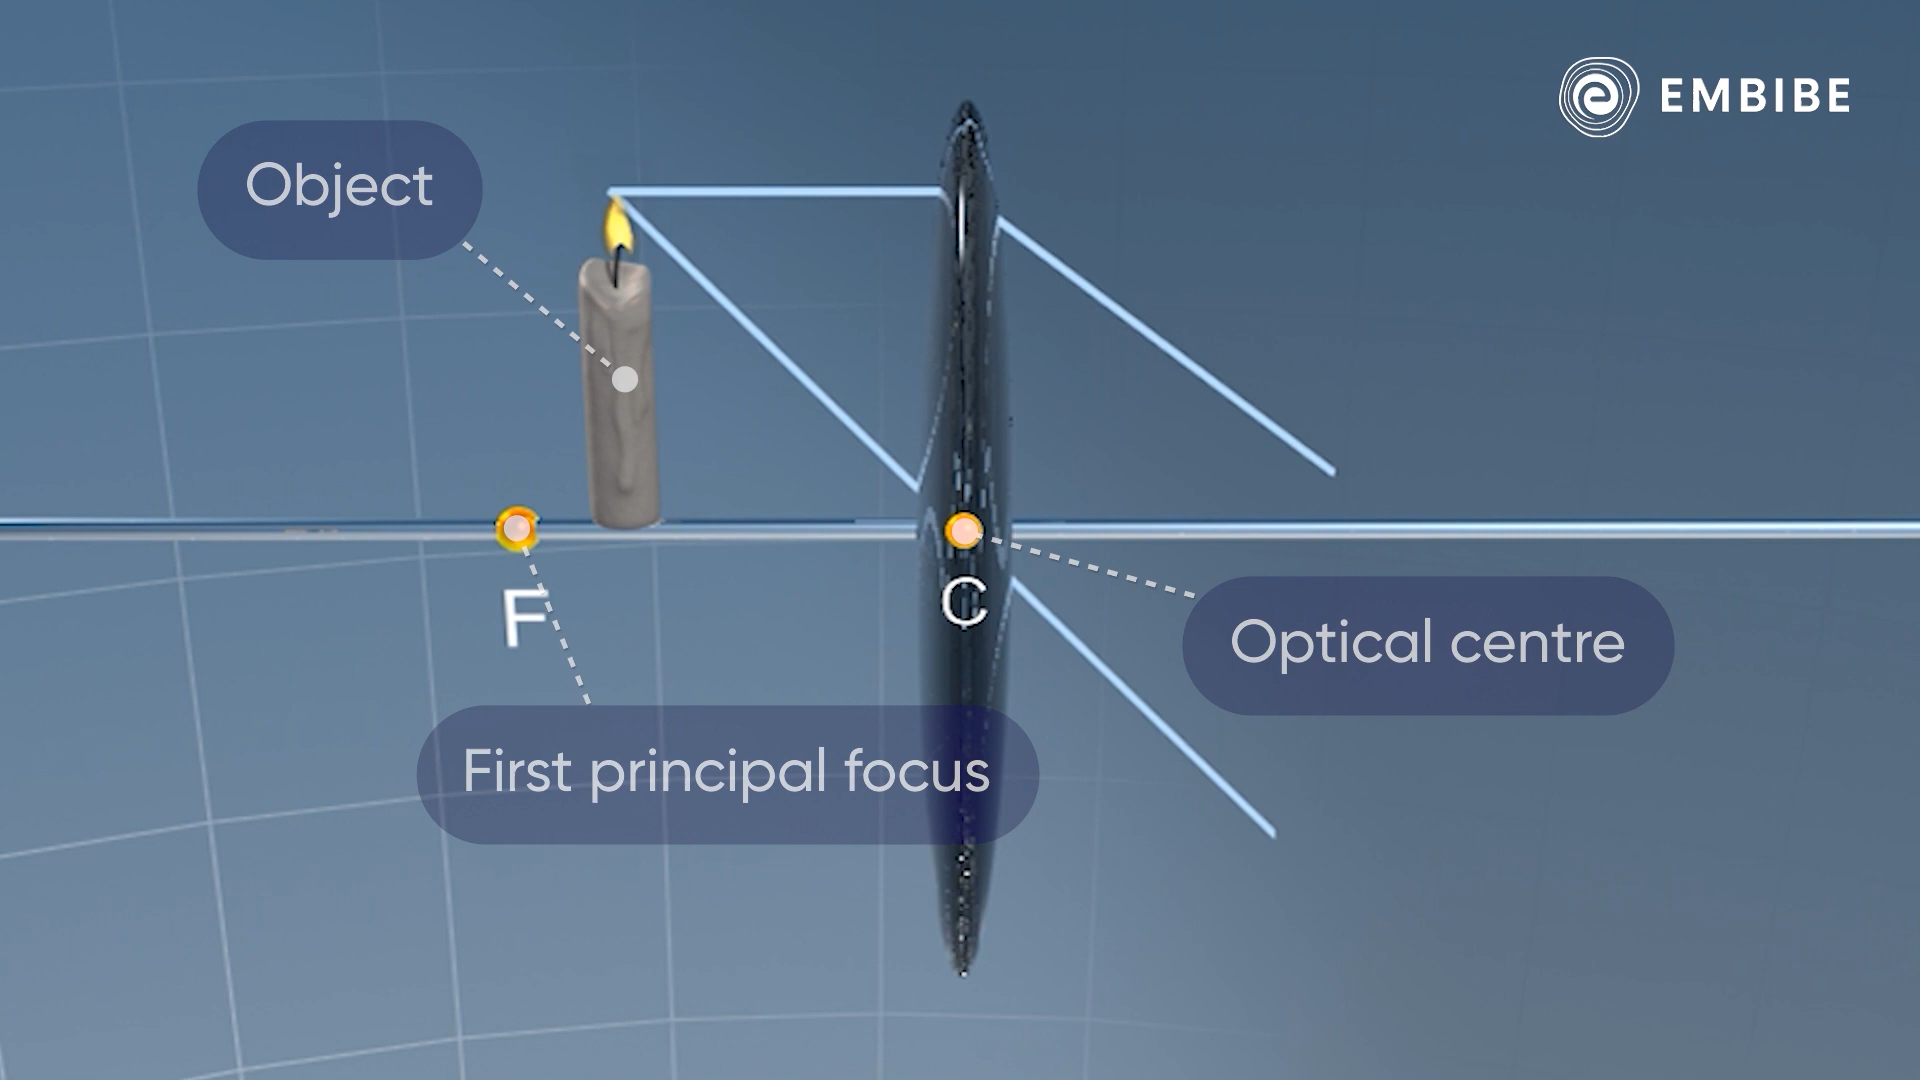 EMBIBE
Object
F
C
Optical centre
First principal focus